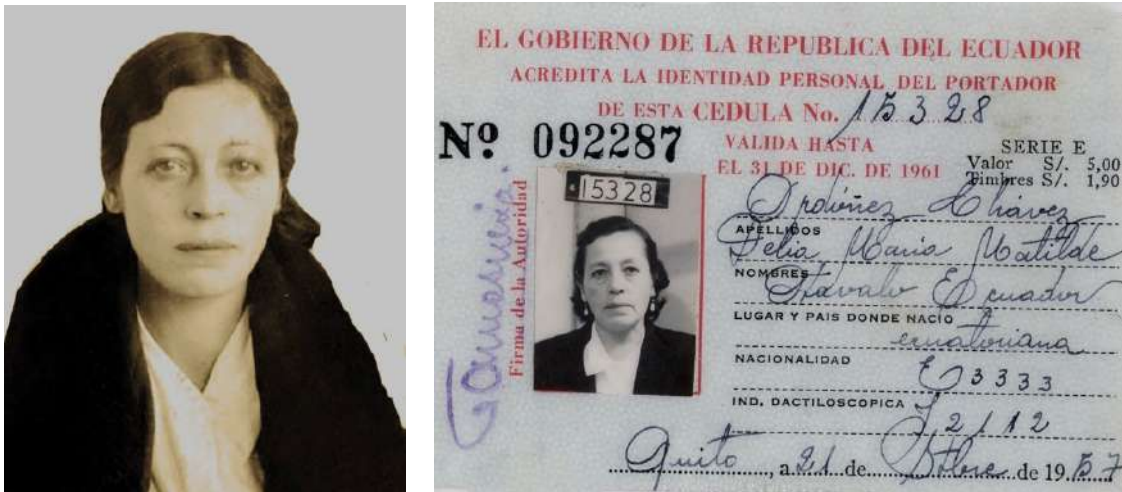 EL GOBIERNO DE LA REPUBLICA DEL ECUADOR
ACREDITA LA IDENTIDAD PERSONAL DEL PORTADOR
DE ESTA CEDULA No. 15328
Nº 092287
VALIDA HASTA
EL 31 DE DIC. DE 1961
SERIE E
Valor S/. 5,00
Timbres S/. 1,90
Firma de la Autoridad
15328
Ordóñez Chávez
APELLIDOS
Delia María Matilde
NOMBRES
Otavalo Ecuador
LUGAR Y PAIS DONDE NACIO
ecuatoriana
NACIONALIDAD
E 3333
IND. DACTILOSCOPICA
I 2112
Quito, a 21 de Obre de 1957